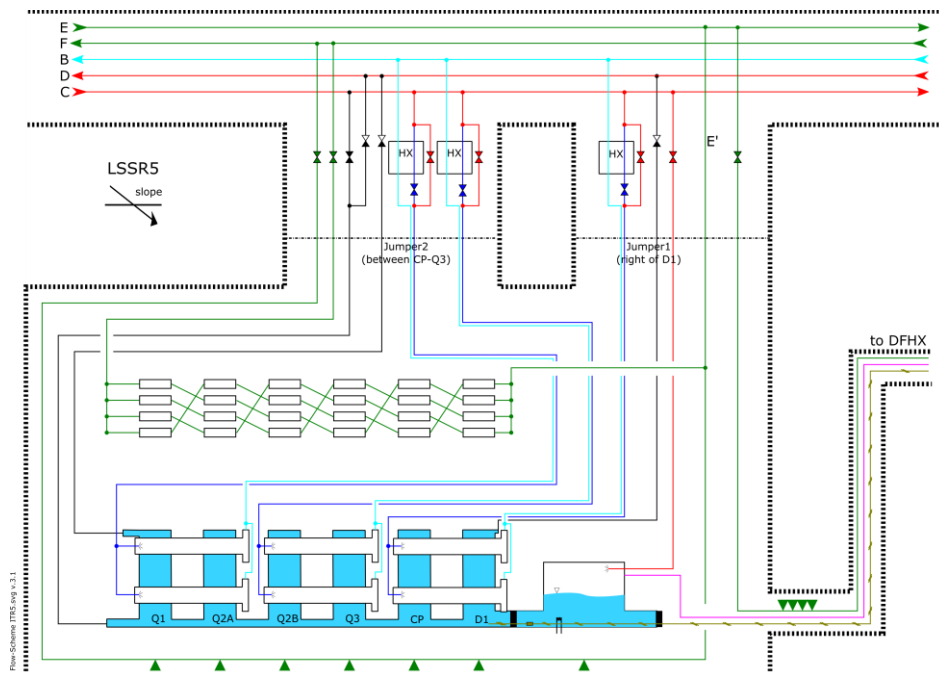 E
F
B
D
C
HX
HX
HX
E'
LSSR5
slope
Jumper2
(between CP-Q3)
Jumper1
(right of D1)
to DFHX
Q1
Q2A
Q2B
Q3
CP
D1
Flow-Scheme ITR5.svg v.3.1